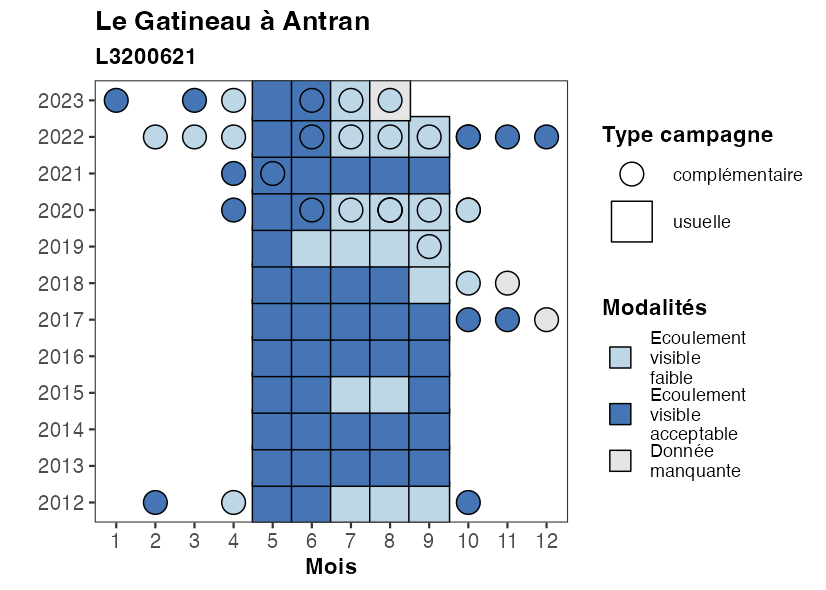 Le Gatineau à Antran
L3200621
2023
2022
2021
2020
2019
2018
2017
2016
2015
2014
2013
2012
1 2 3 4 5 6 7 8 9 10 11 12
Mois
Type campagne
complémentaire
usuelle
Modalités
Ecoulement
visible
faible
Ecoulement
visible
acceptable
Donnée
manquante